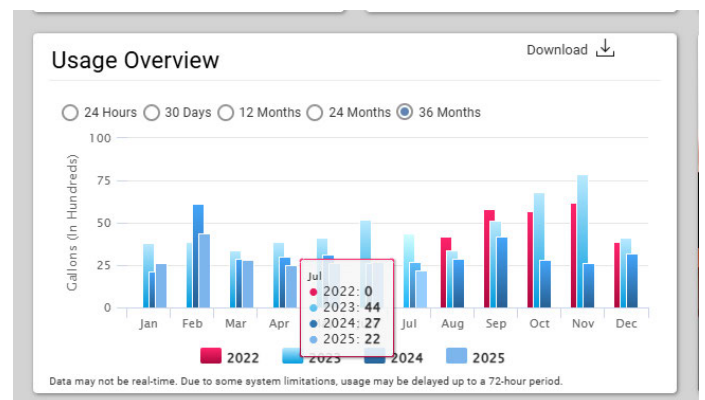 Usage Overview
Download
24 Hours
30 Days
12 Months
24 Months
36 Months
Gallons (In Hundreds)
100
75
50
25
0
Jul
2022: 0
2023: 44
2024: 27
2025: 22
Jan
Feb
Mar
Apr
Jul
Aug
Sep
Oct
Nov
Dec
2022
2023
2024
2025
Data may not be real-time. Due to some system limitations, usage may be delayed up to a 72-hour period.